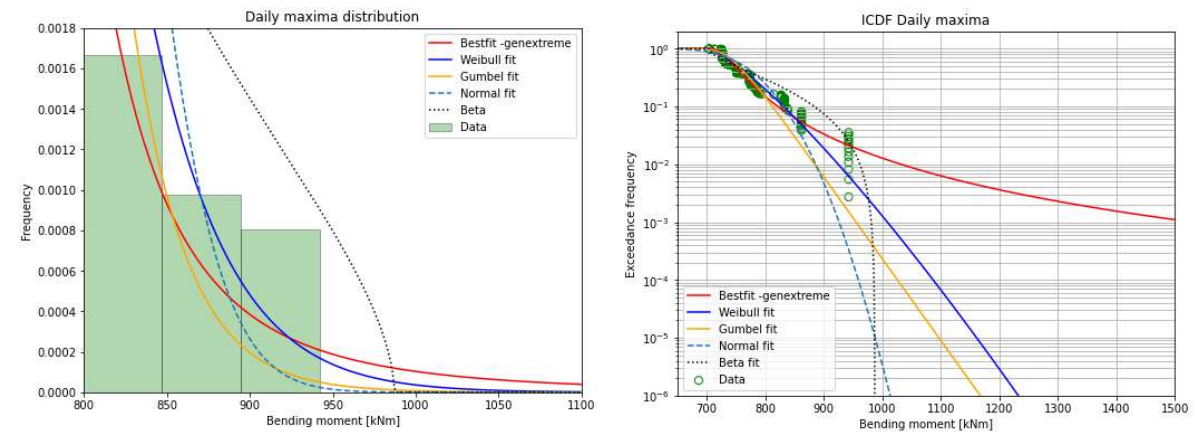 Daily maxima distribution
0.0018
0.0016
0.0014
0.0012
0.0010
0.0008
0.0006
0.0004
0.0002
0.0000
Frequency
800
850
900
950
1000
1050
1100
Bending moment [kNm]
Bestfit -genextreme
Weibull fit
Gumbel fit
Normal fit
Beta
Data
ICDF Daily maxima
10⁰
10⁻¹
10⁻²
10⁻³
10⁻⁴
10⁻⁵
10⁻⁶
Exceedance frequency
700
800
900
1000
1100
1200
1300
1400
1500
Bending moment [kNm]
Bestfit -genextreme
Weibull fit
Gumbel fit
Normal fit
Beta fit
Data